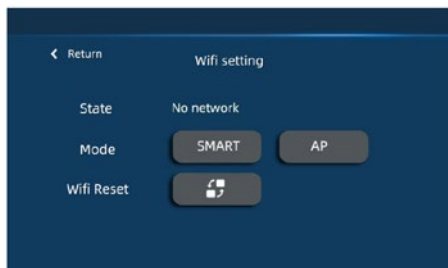 Return
Wifi setting
State No network
Mode SMART AP
Wifi Reset